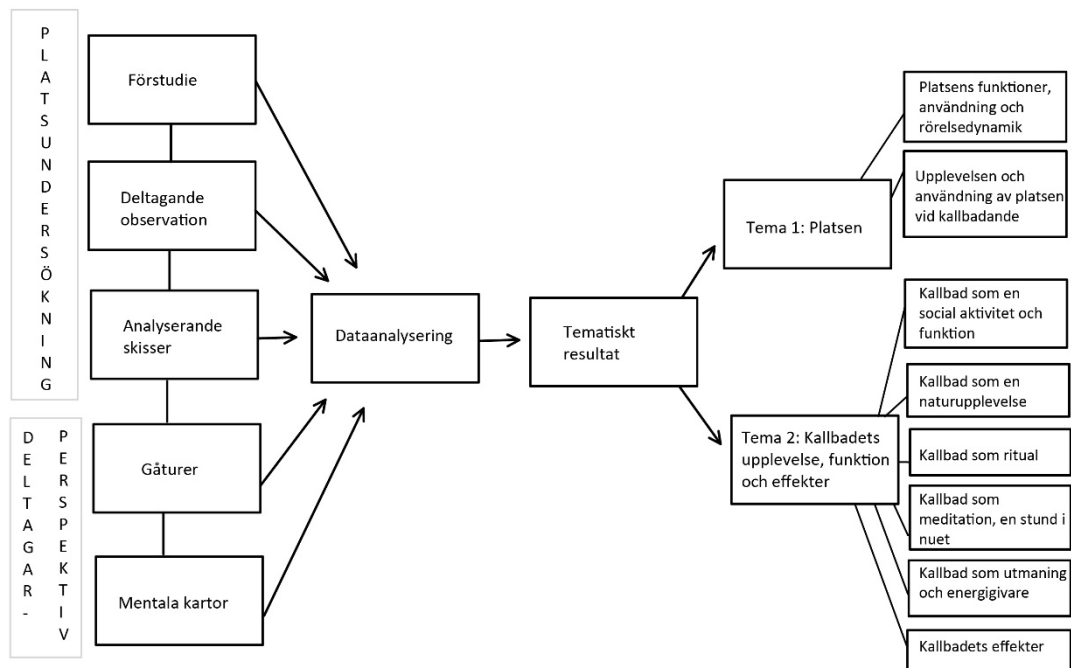 PLATSUNDERSÖKNING
Förstudie
Deltagande
observation
Analyserande
skisser
DELTAGAR-
PERSPEKTIV
Gåturer
Mentala kartor
Dataanalysering
Tematiskt
resultat
Tema 1: Platsen
Platsens funktioner,
användning och
rörelsedynamik
Upplevelsen och
användning av platsen
vid kallbadande
Tema 2: Kallbadets
upplevelse, funktion
och effekter
Kallbad som en
social aktivitet och
funktion
Kallbad som en
naturupplevelse
Kallbad som ritual
Kallbad som
meditation, en stund i
nuet
Kallbad som utmaning
och energigivare
Kallbadets effekter